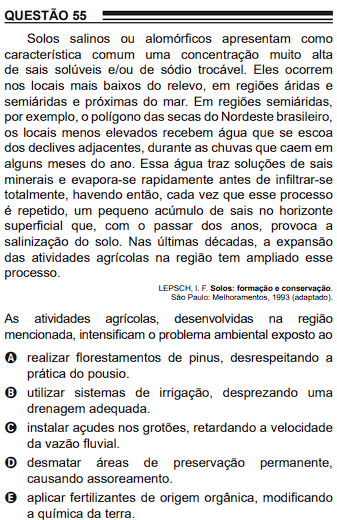 QUESTÃO 55
Solos salinos ou alomórficos apresentam como
característica comum uma concentração muito alta
de sais solúveis e/ou de sódio trocável. Eles ocorrem
nos locais mais baixos do relevo, em regiões áridas e
semiáridas e próximas do mar. Em regiões semiáridas,
por exemplo, o polígono das secas do Nordeste brasileiro,
os locais menos elevados recebem água que se escoa
dos declives adjacentes, durante as chuvas que caem em
alguns meses do ano. Essa água traz soluções de sais
minerais e evapora-se rapidamente antes de infiltrar-se
totalmente, havendo então, cada vez que esse processo
é repetido, um pequeno acúmulo de sais no horizonte
superficial que, com o passar dos anos, provoca a
salinização do solo. Nas últimas décadas, a expansão
das atividades agrícolas na região tem ampliado esse
processo.
LEPSCH, I. F. Solos: formação e conservação.
São Paulo: Melhoramentos, 1993 (adaptado).
As atividades agrícolas, desenvolvidas na região
mencionada, intensificam o problema ambiental exposto ao
A realizar florestamentos de pinus, desrespeitando a
prática do pousio.
B utilizar sistemas de irrigação, desprezando uma
drenagem adequada.
C instalar açudes nos grotões, retardando a velocidade
da vazão fluvial.
D desmatar áreas de preservação permanente,
causando assoreamento.
E aplicar fertilizantes de origem orgânica, modificando
a química da terra.